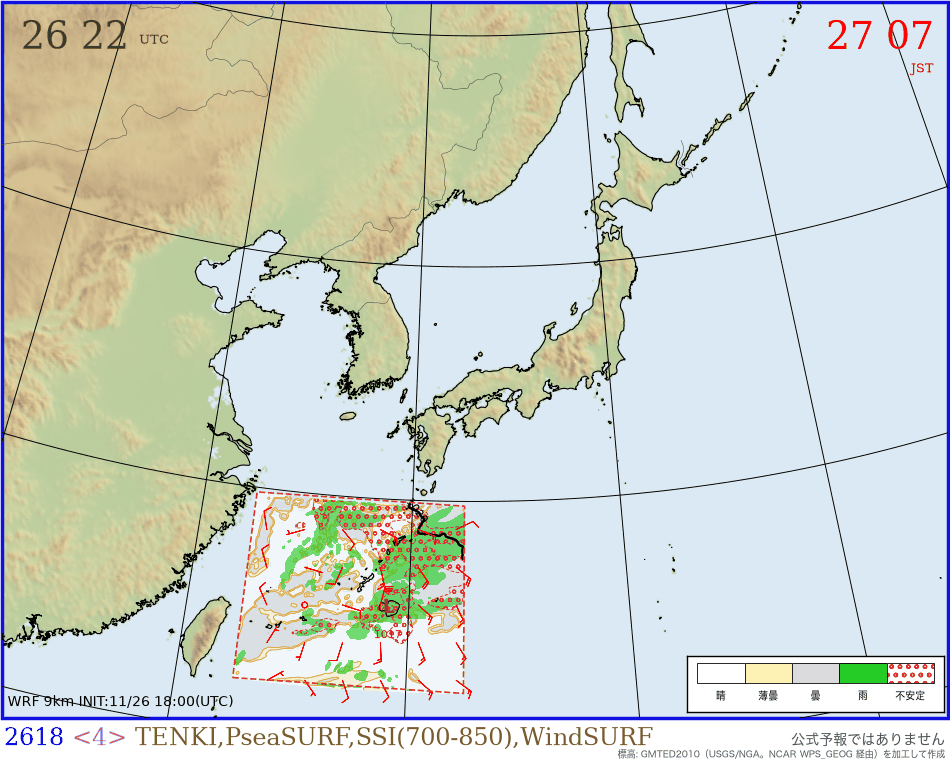 26 22 UTC
27 07
JST
10
WRF 9km INIT:11/26 18:00(UTC)
晴 薄曇 曇 雨 不安定
2618 <4> TENKI,PseaSURF,SSI(700-850),WindSURF
公式予報ではありません
標高: GMTED2010（USGS/NGA。NCAR WPS_GEOG 経由）を加工して作成